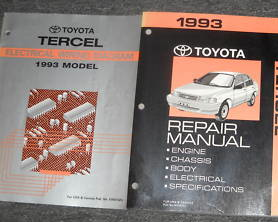 TOYOTA
TERCEL
ELECTRICAL WIRING DIAGRAM
1993 MODEL
1993
TOYOTA
REPAIR
MANUAL
• ENGINE
• CHASSIS
• BODY
• ELECTRICAL
• SPECIFICATIONS